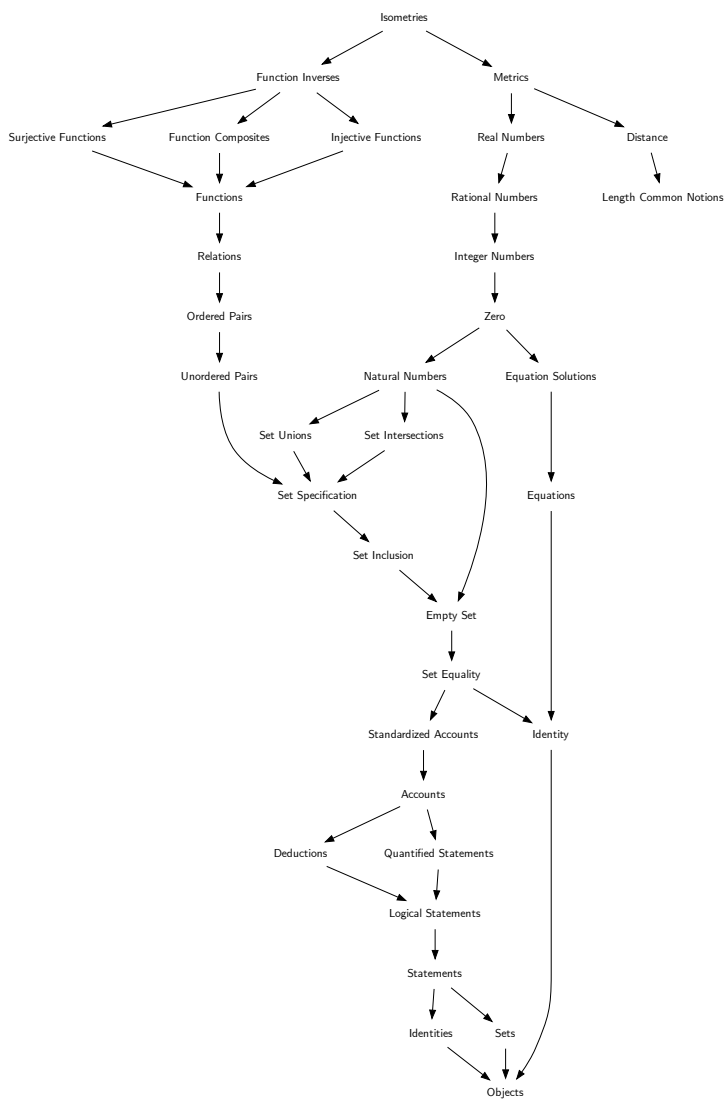 Isometries
Function Inverses
Metrics
Surjective Functions
Function Composites
Injective Functions
Real Numbers
Distance
Functions
Rational Numbers
Length Common Notions
Relations
Integer Numbers
Ordered Pairs
Zero
Unordered Pairs
Natural Numbers
Equation Solutions
Set Unions
Set Intersections
Set Specification
Equations
Set Inclusion
Empty Set
Set Equality
Standardized Accounts
Identity
Accounts
Deductions
Quantified Statements
Logical Statements
Statements
Identities
Sets
Objects